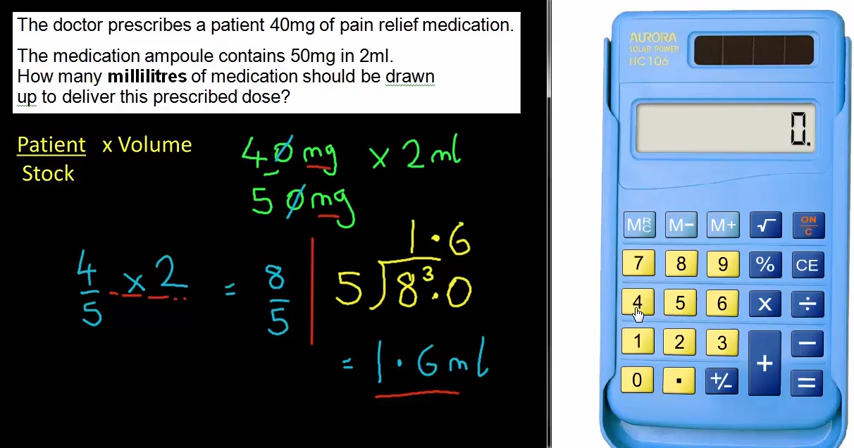 The doctor prescribes a patient 40mg of pain relief medication.
The medication ampoule contains 50mg in 2ml.
How many millilitres of medication should be drawn
up to deliver this prescribed dose?
Patient x Volume
Stock
40mg x 2ml
50mg
4/5 x 2 = 8/5
1.6
5 8³.0
= 1.6ml
AURORA
SOLAR POWER
HC106
0.
MRC M- M+ √ ON/C
7 8 9 % CE
4 5 6 x ÷
1 2 3 + −
0 . +/- =